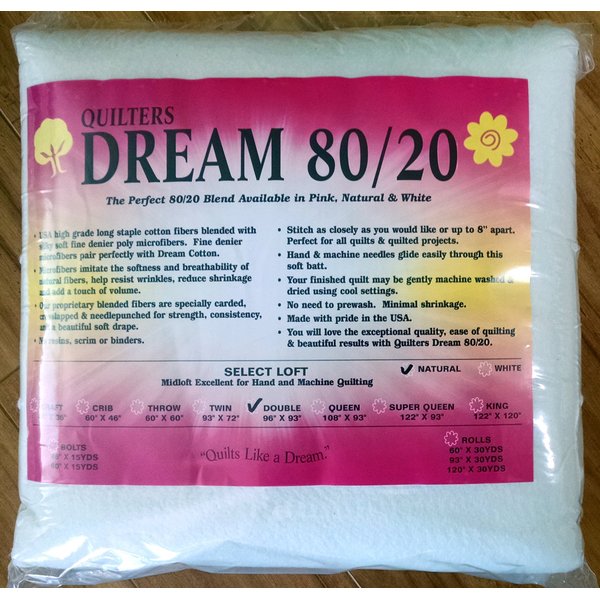 QUILTERS
DREAM 80/20
The Perfect 80/20 Blend Available in Pink, Natural & White
• USA high grade long staple cotton fibers blended with
silky soft fine denier poly microfibers. Fine denier
microfibers pair perfectly with Dream Cotton.
• Microfibers imitate the softness and breathability of
natural fibers, help resist wrinkles, reduce shrinkage
and add a touch of volume.
• Our proprietary blended fibers are specially carded,
crosslapped & needlepunched for strength, consistency,
and a beautiful soft drape.
• No resins, scrim or binders.
• Stitch as closely as you would like or up to 8" apart.
Perfect for all quilts & quilted projects.
• Hand & machine needles glide easily through this
soft batt.
• Your finished quilt may be gently machine washed &
dried using cool settings.
• No need to prewash. Minimal shrinkage.
• Made with pride in the USA.
• You will love the exceptional quality, ease of quilting
& beautiful results with Quilters Dream 80/20.
SELECT LOFT
Midloft Excellent for Hand and Machine Quilting
✓ NATURAL WHITE
CRAFT CRIB THROW TWIN ✓ DOUBLE QUEEN SUPER QUEEN KING
36" 60" X 46" 60" X 60" 93" X 72" 96" X 93" 108" X 93" 122" X 93" 122" X 120"
BOLTS
X 15YDS
60" X 15YDS
"Quilts Like a Dream."
ROLLS
60" X 30YDS
93" X 30YDS
120" X 30YDS